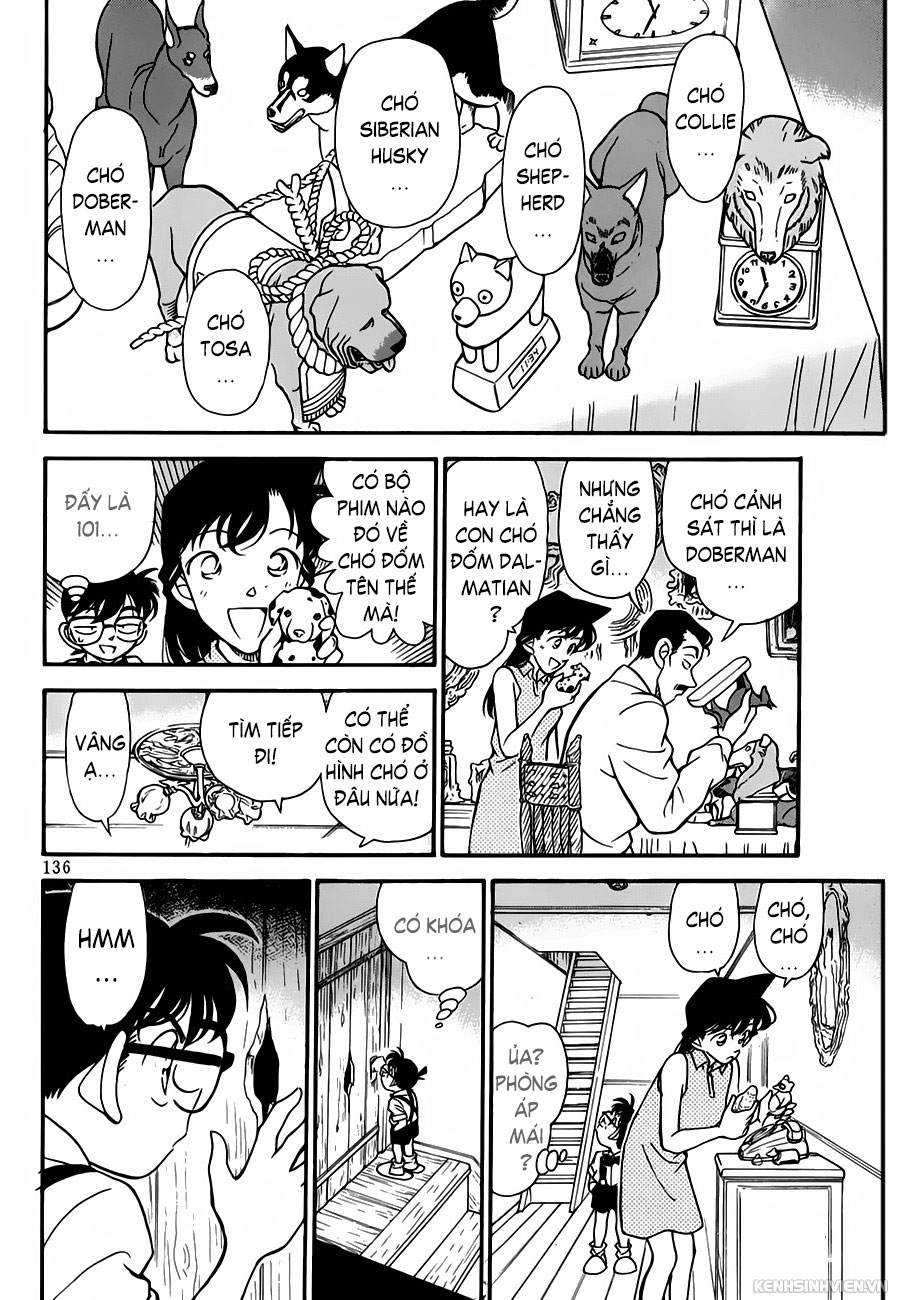 CHÓ
COLLIE
...
CHÓ
SHEP-
HERD
...
CHÓ
SIBERIAN
HUSKY
...
CHÓ
DOBER-
MAN
...
CHÓ
TOSA
...
1134
CHÓ CẢNH
SÁT THÌ LÀ
DOBERMAN
...
NHƯNG
CHẲNG
THẤY
GÌ...
HAY LÀ
CON CHÓ
ĐỐM DAL-
MATIAN
?
CÓ BỘ
PHIM NÀO
ĐÓ VỀ
CHÓ ĐỐM
TÊN THẾ
MÀ!
ĐẤY LÀ
101...
CÓ THỂ
CÒN CÓ ĐỒ
HÌNH CHÓ Ở
ĐÂU NỮA!
TÌM TIẾP
ĐI!
VÂNG
Ạ...
136
CHÓ,
CHÓ
...
CHÓ
...
ỦA?
PHÒNG
ÁP
MÁI
?
CÓ KHÓA
...
HMM
...
KENHSINHVIEN.VN